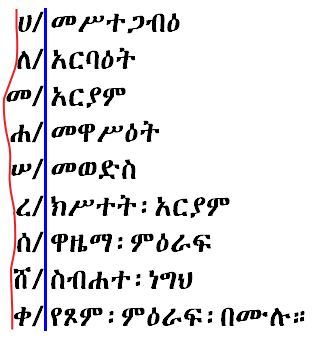 ሀ/ መሥተጋብዕ
ለ/ አርባዕት
መ/ አርያም
ሐ/ መዋሥዕት
ሠ/ መወድስ
ረ/ ክሥተት፡ አርያም
ሰ/ ዋዜማ፡ ምዕራፍ
ሸ/ ስብሐተ፡ ነግህ
ቀ/ የጾም፡ ምዕራፍ፡ በሙሉ።